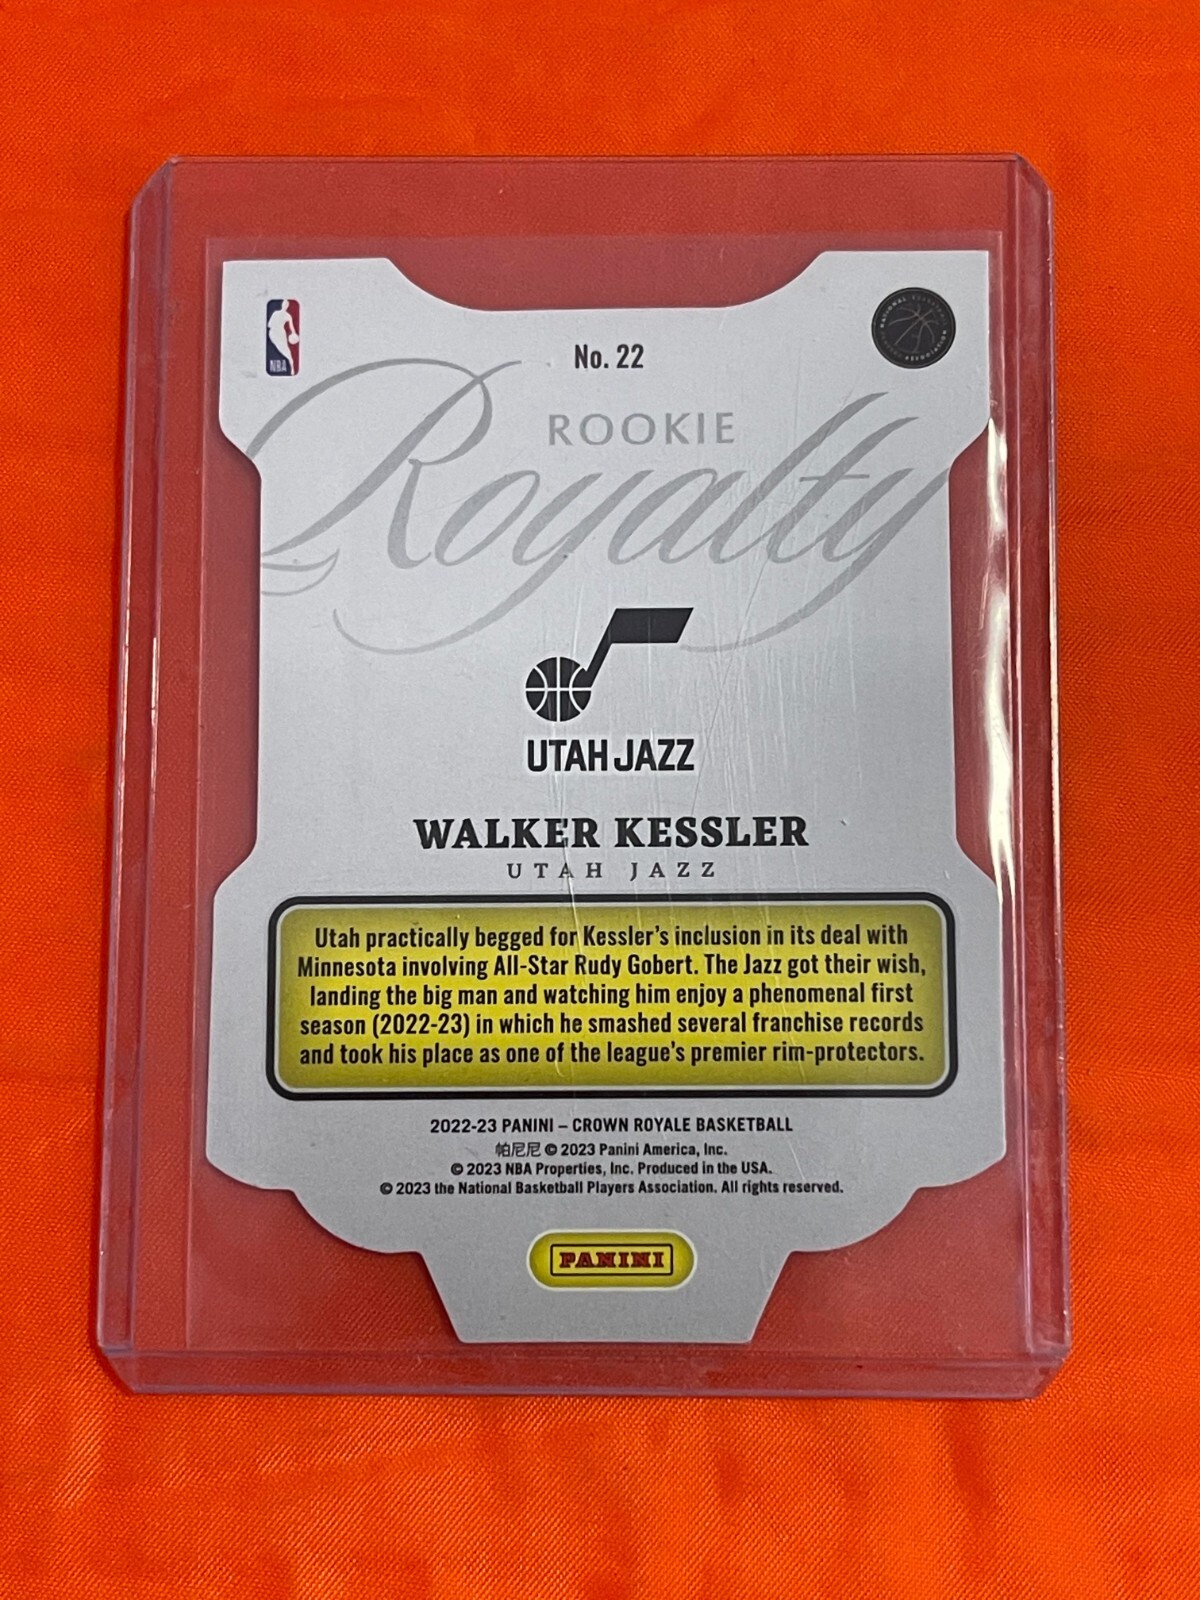 NBA
No. 22
ROOKIE
Royalty
UTAH JAZZ
WALKER KESSLER
UTAH JAZZ
Utah practically begged for Kessler's inclusion in its deal with
Minnesota involving All-Star Rudy Gobert. The Jazz got their wish,
landing the big man and watching him enjoy a phenomenal first
season (2022-23) in which he smashed several franchise records
and took his place as one of the league's premier rim-protectors.
2022-23 PANINI – CROWN ROYALE BASKETBALL
帕尼尼 © 2023 Panini America, Inc.
© 2023 NBA Properties, Inc. Produced in the USA.
© 2023 the National Basketball Players Association. All rights reserved.
PANINI